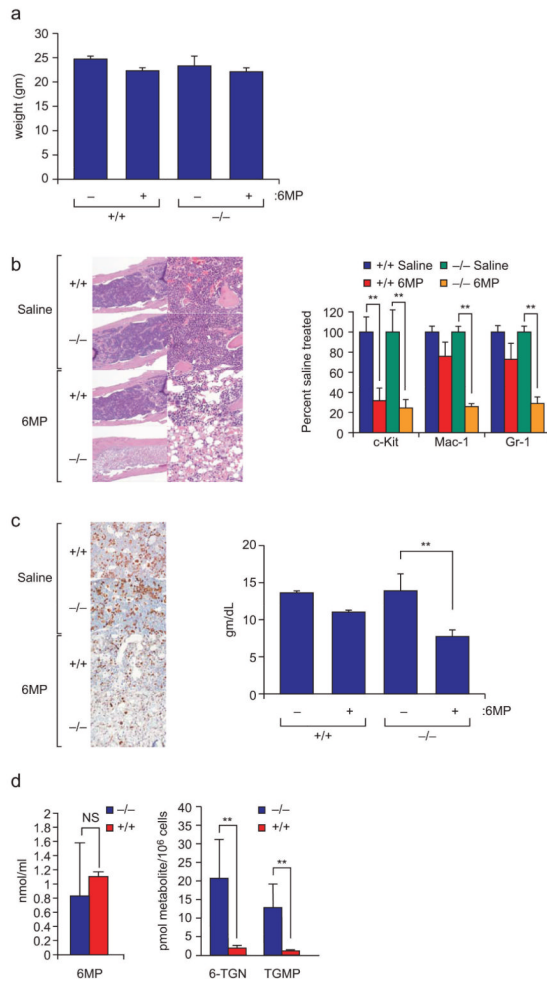 a
weight (gm)
30
25
20
15
10
5
0
– + – + :6MP
+/+ –/–
b
Saline
+/+
–/–
6MP
+/+
–/–
+/+ Saline –/– Saline
+/+ 6MP –/– 6MP
Percent saline treated
120
100
80
60
40
20
0
** ** ** **
c-Kit Mac-1 Gr-1
c
Saline
+/+
–/–
6MP
+/+
–/–
gm/dL
20
15
10
5
0
**
– + – + :6MP
+/+ –/–
d
–/–
+/+
NS
nmol/ml
2
1.8
1.6
1.4
1.2
1
0.8
0.6
0.4
0.2
0
6MP
–/–
+/+
pmol metabolite/10⁶ cells
40
35
30
25
20
15
10
5
0
**
**
6-TGN TGMP